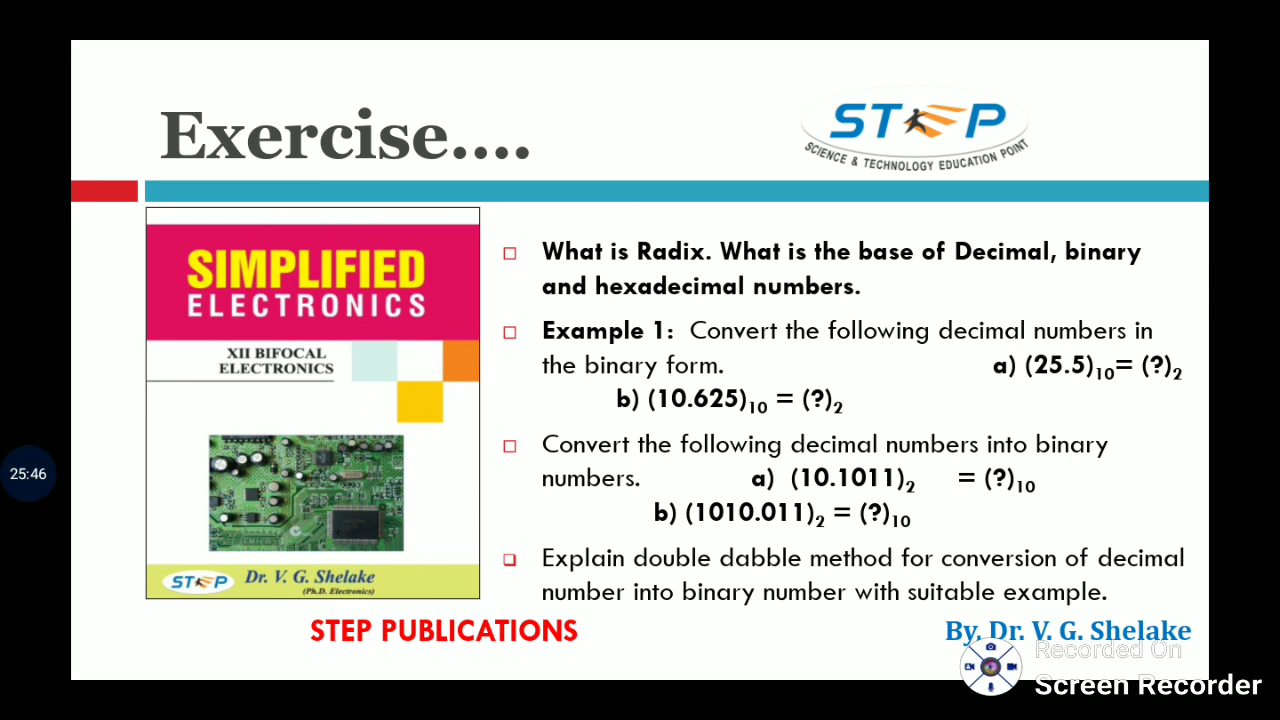 Exercise....
STEP
SCIENCE & TECHNOLOGY EDUCATION POINT
SIMPLIFIED
ELECTRONICS
XII BIFOCAL
ELECTRONICS
STEP Dr. V. G. Shelake
(Ph.D. Electronics)
25:46
What is Radix. What is the base of Decimal, binary
and hexadecimal numbers.
Example 1: Convert the following decimal numbers in
the binary form. a) (25.5)₁₀= (?)₂
b) (10.625)₁₀ = (?)₂
Convert the following decimal numbers into binary
numbers. a) (10.1011)₂ = (?)₁₀
b) (1010.011)₂ = (?)₁₀
Explain double dabble method for conversion of decimal
number into binary number with suitable example.
STEP PUBLICATIONS
By. Dr. V. G. Shelake
Recorded On
Screen Recorder